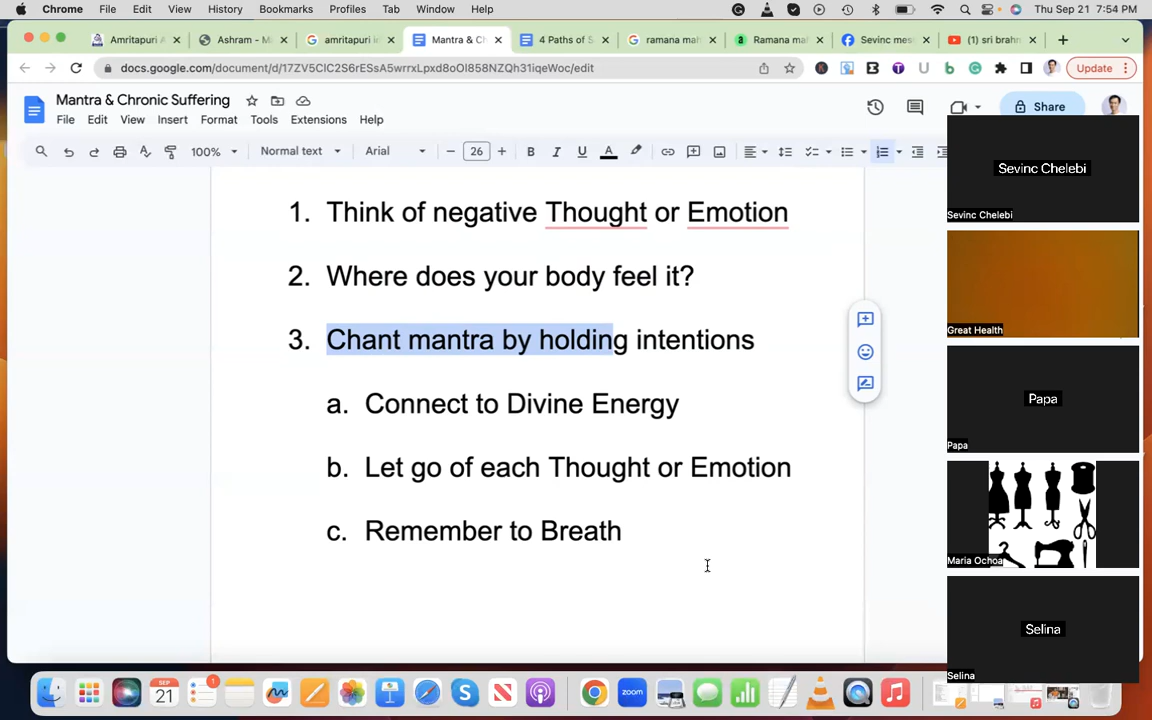 Chrome File Edit View History Bookmarks Profiles Tab Window Help Thu Sep 21 7:54 PM
Amritapuri A Ashram - M amritapuri i Mantra & Ch 4 Paths of S ramana mah Ramana ma Sevinc mes (1) sri brahm
docs.google.com/document/d/17ZV5CIC2S6rESsA5wrrxLpxd8oOI858NZQh31iqeWoc/edit Update
Mantra & Chronic Suffering
File Edit View Insert Format Tools Extensions Help Share
100% Normal text Arial 26 B I U A
1. Think of negative Thought or Emotion
2. Where does your body feel it?
3. Chant mantra by holding intentions
a. Connect to Divine Energy
b. Let go of each Thought or Emotion
c. Remember to Breath
Sevinc Chelebi
Sevinc Chelebi
Great Health
Papa
Papa
Maria Ochoa
Selina
Selina
SEP
21
1
zoom